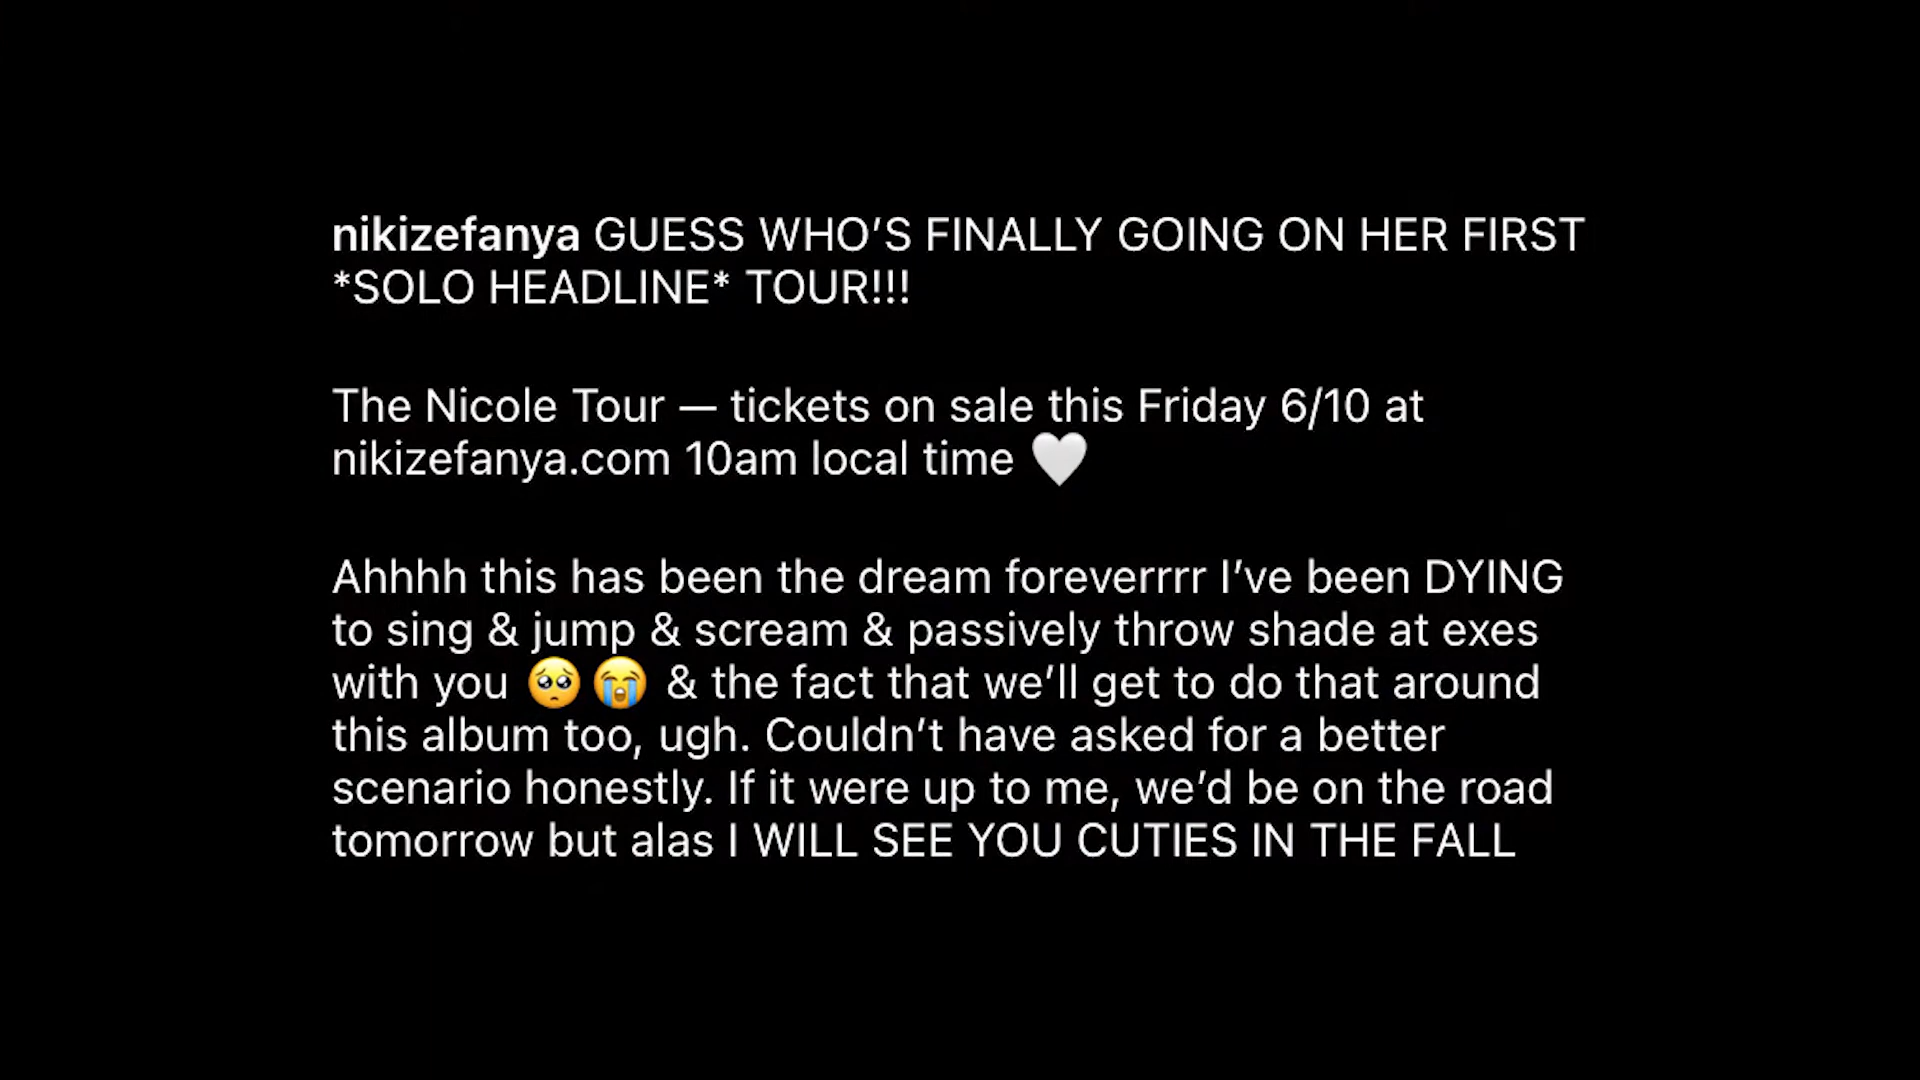 nikizefanya GUESS WHO’S FINALLY GOING ON HER FIRST
*SOLO HEADLINE* TOUR!!!
The Nicole Tour — tickets on sale this Friday 6/10 at
nikizefanya.com 10am local time 🤍
Ahhhh this has been the dream foreverrrr I’ve been DYING
to sing & jump & scream & passively throw shade at exes
with you 🥺😭 & the fact that we’ll get to do that around
this album too, ugh. Couldn’t have asked for a better
scenario honestly. If it were up to me, we’d be on the road
tomorrow but alas I WILL SEE YOU CUTIES IN THE FALL